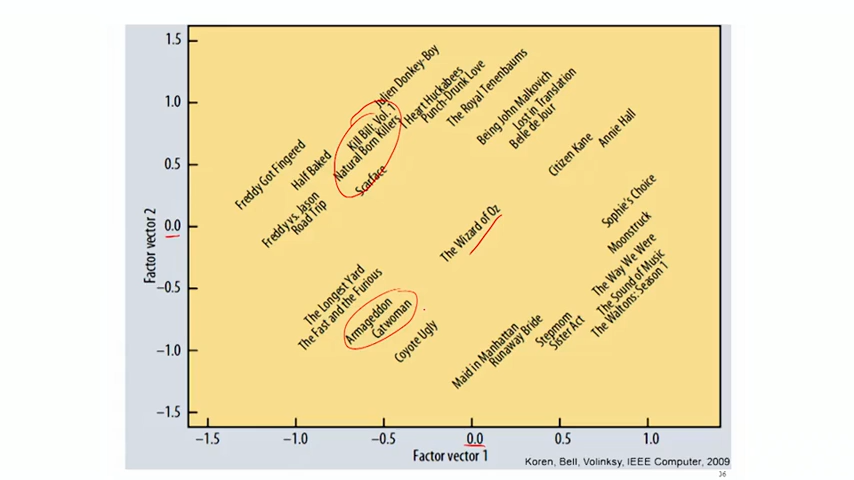 1.5
1.0
0.5
0.0
−0.5
−1.0
−1.5
Factor vector 2
Julien Donkey-Boy
Kill Bill: Vol. 1
Natural Born Killers
Scarface
I Heart Huckabees
Punch-Drunk Love
The Royal Tenenbaums
Being John Malkovich
Lost in Translation
Belle de Jour
Citizen Kane
Annie Hall
Freddy Got Fingered
Half Baked
Freddy vs. Jason
Road Trip
The Wizard of Oz
Sophie's Choice
Moonstruck
The Way We Were
The Sound of Music
The Waltons: Season 1
The Longest Yard
The Fast and the Furious
Armageddon
Catwoman
Coyote Ugly
Maid in Manhattan
Runaway Bride
Stepmom
Sister Act
−1.5 −1.0 −0.5 0.0 0.5 1.0
Factor vector 1
Koren, Bell, Volinksy, IEEE Computer, 2009
36